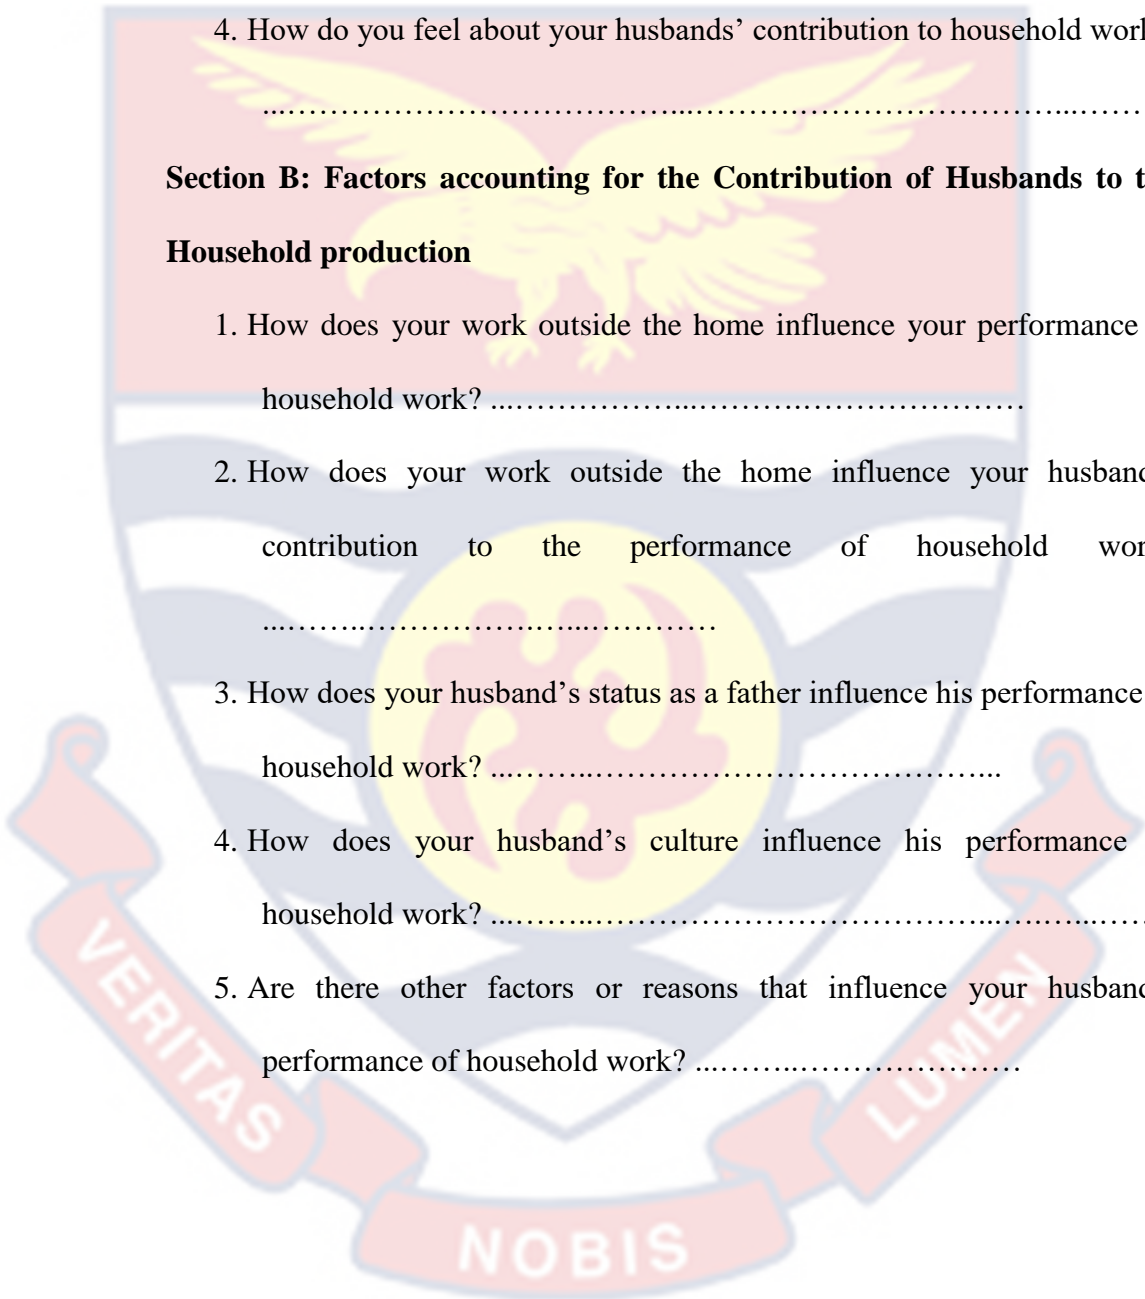 4. How do you feel about your husbands’ contribution to household work
...……………………………………...………………………………..……
Section B: Factors accounting for the Contribution of Husbands to t
Household production
1. How does your work outside the home influence your performance
household work? ...……………...……….…………………
2. How does your work outside the home influence your husband
contribution to the performance of household wor
...……..…………….…...…………
3. How does your husband’s status as a father influence his performance
household work? ...……..………………………………...
4. How does your husband’s culture influence his performance
household work? ...……..………………………………...…..…..……
5. Are there other factors or reasons that influence your husband
performance of household work? ...……..…………………
VERITAS
NOBIS
LUMEN